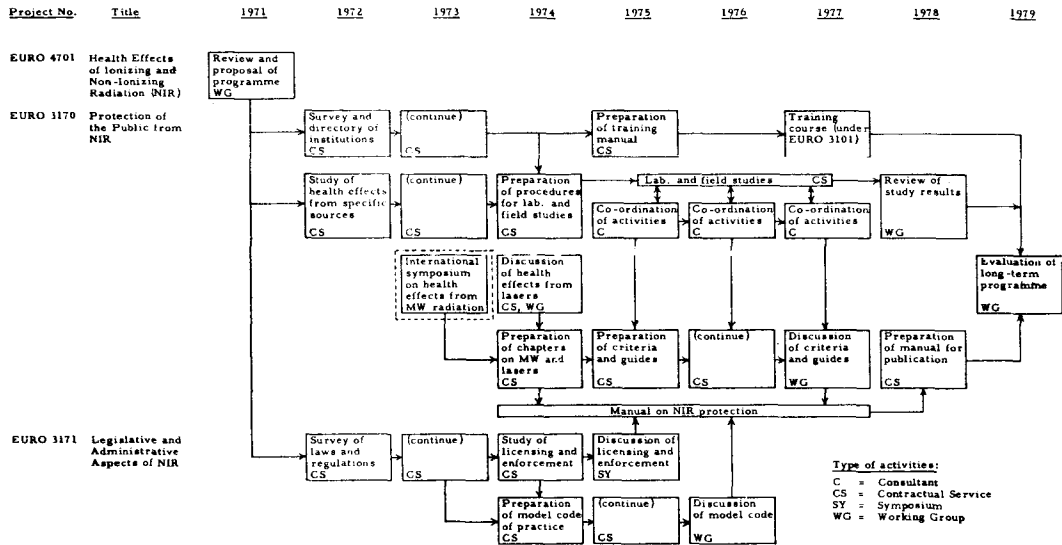 Project No. Title 1971 1972 1973 1974 1975 1976 1977 1978 1979
EURO 4701
Health Effects
of Ionizing and
Non-Ionizing
Radiation (NIR)
Review and
proposal of
programme
WG
EURO 3170
Protection of
the Public from
NIR
Survey and
directory of
institutions
CS
(continue)
CS
Preparation
of training
manual
CS
Training
course (under
EURO 3101)
Study of
health effects
from specific
sources
CS
(continue)
CS
Preparation
of procedures
for lab. and
field studies
CS
Lab. and field studies CS
Co-ordination
of activities
C
Co-ordination
of activities
C
Co-ordination
of activities
C
Review of
study results
WG
International
symposium
on health
effects from
MW radiation
Discussion
of health
effects from
lasers
CS, WG
Evaluation of
long-term
programme
WG
Preparation
of chapters
on MW and
lasers
CS
Preparation
of criteria
and guides
CS
(continue)
CS
Discussion
of criteria
and guides
WG
Preparation
of manual for
publication
CS
Manual on NIR protection
EURO 3171
Legislative and
Administrative
Aspects of NIR
Survey of
laws and
regulations
CS
(continue)
CS
Study of
licensing and
enforcement
CS
Discussion of
licensing and
enforcement
SY
Preparation
of model code
of practice
CS
(continue)
CS
Discussion
of model code
WG
Type of activities:
C = Consultant
CS = Contractual Service
SY = Symposium
WG = Working Group